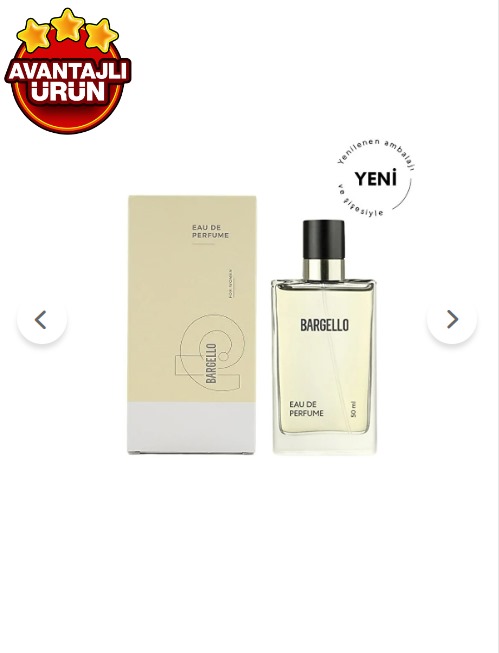 AVANTAJLI
ÜRÜN
Yenilenen ambalajı
YENİ
ve şişesiyle
EAU DE
PERFUME
FOR WOMEN
BARGELLO
BARGELLO
EAU DE
PERFUME
50 ml